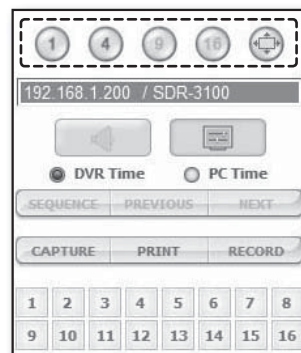 1 4 9 16
192.168.1.200 / SDR-3100
DVR Time PC Time
SEQUENCE PREVIOUS NEXT
CAPTURE PRINT RECORD
1 2 3 4 5 6 7 8
9 10 11 12 13 14 15 16